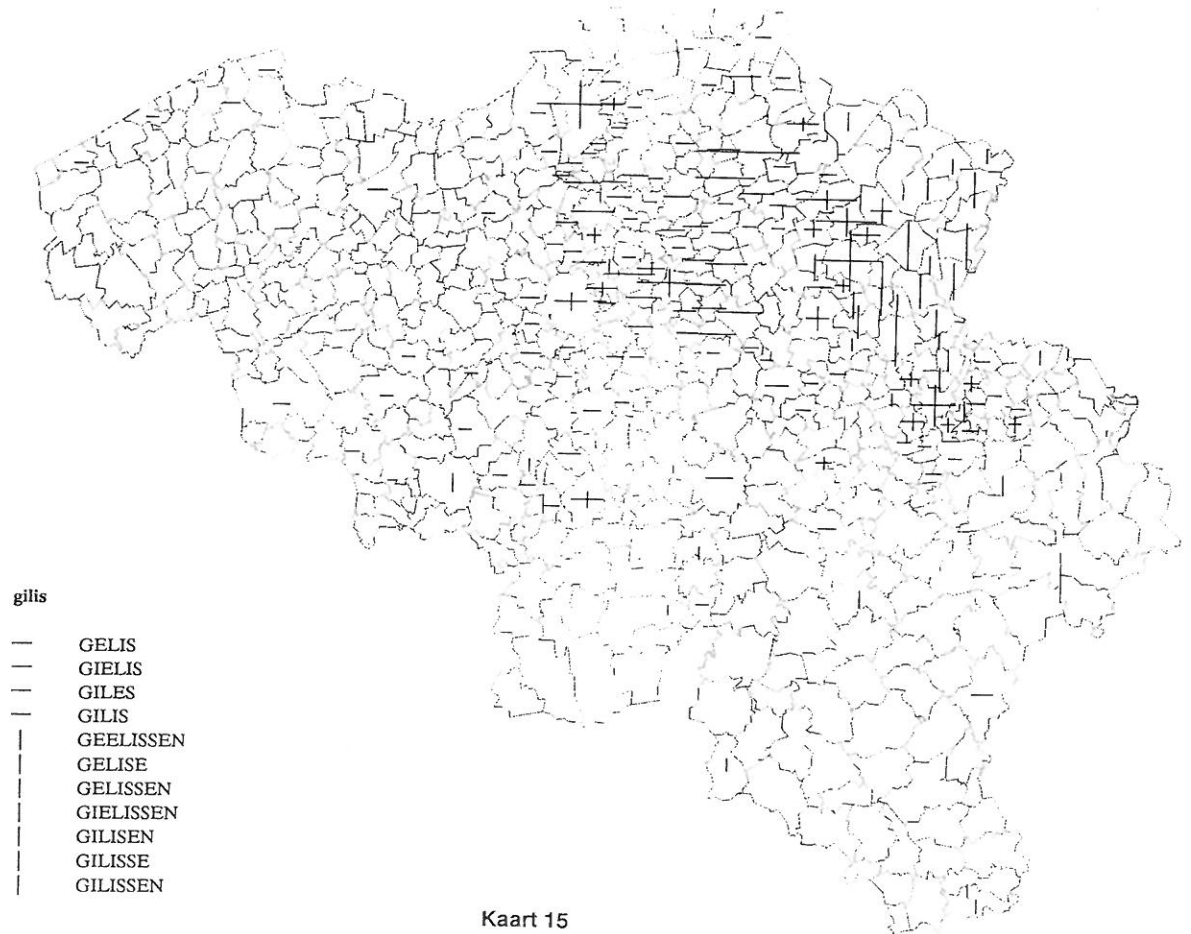 gilis
— GELIS
— GIELIS
— GILES
— GILIS
| GEELISSEN
| GELISE
| GELISSEN
| GIELISSEN
| GILISEN
| GILISSE
| GILISSEN
Kaart 15